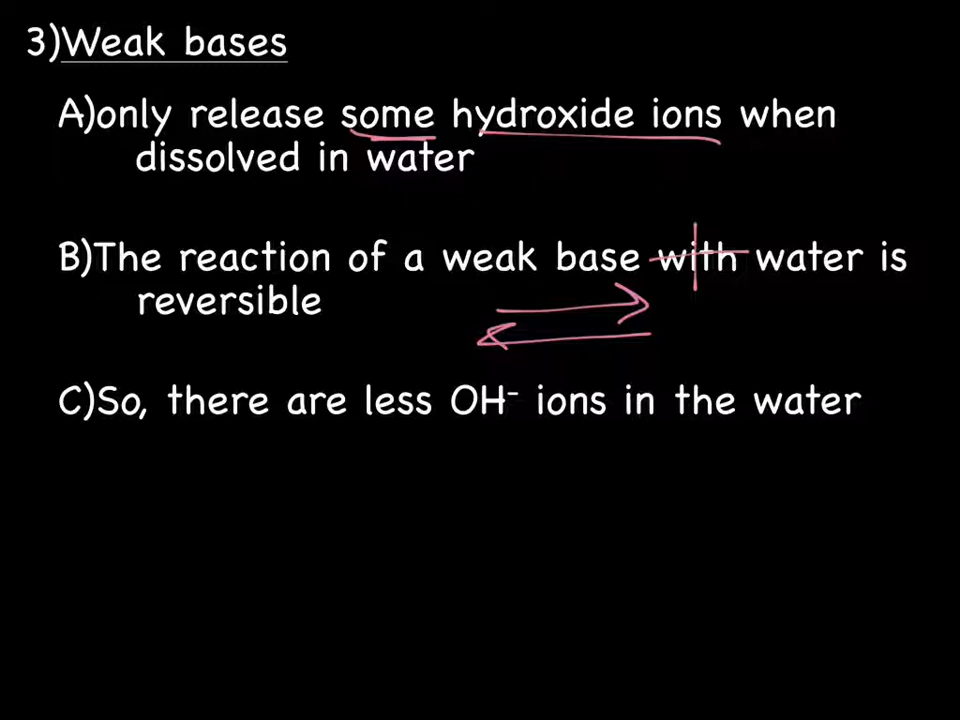 3)Weak bases
A)only release some hydroxide ions when
dissolved in water
B)The reaction of a weak base with water is
reversible
C)So, there are less OH⁻ ions in the water